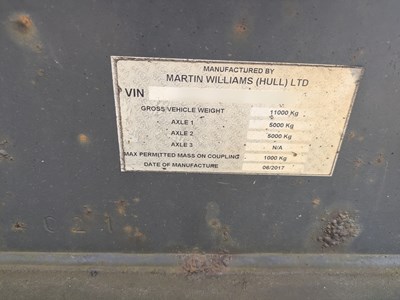 MANUFACTURED BY
MARTIN WILLIAMS (HULL) LTD
VIN
GROSS VEHICLE WEIGHT 11000 Kg
AXLE 1 5000 Kg
AXLE 2 5000 Kg
AXLE 3 N/A
MAX PERMITTED MASS ON COUPLING 1000 Kg
DATE OF MANUFACTURE 06/2017